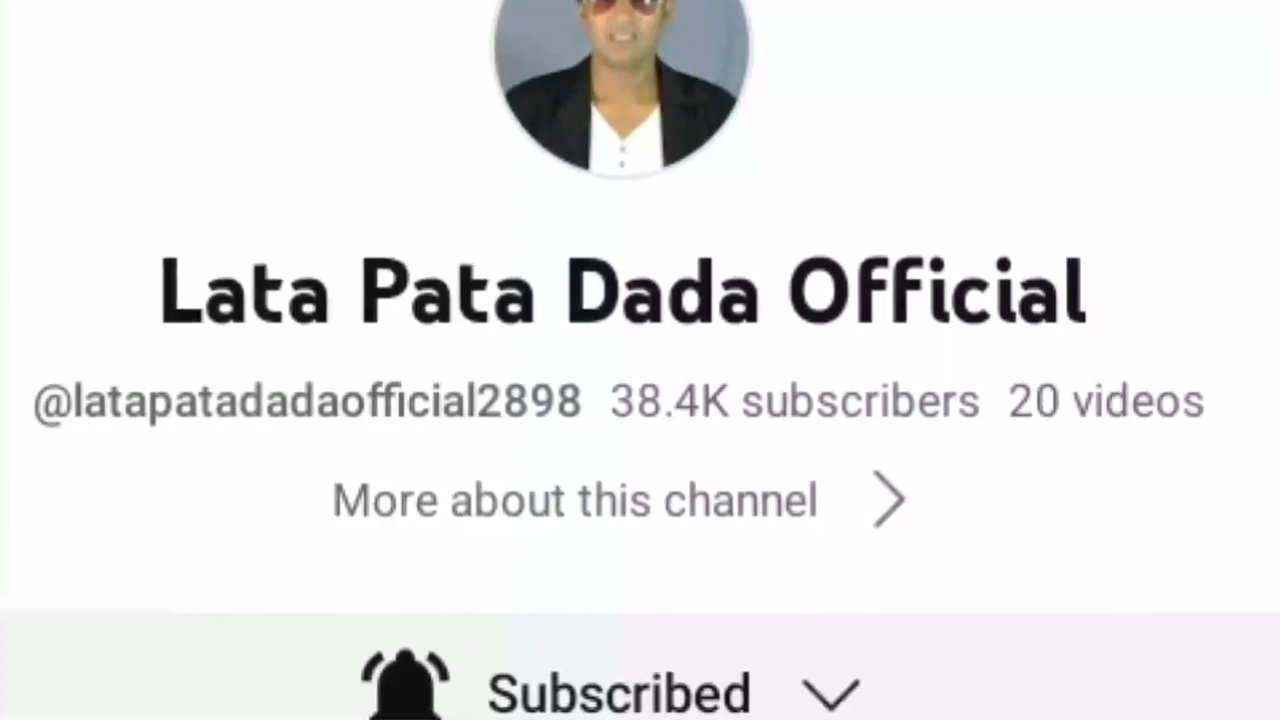 Lata Pata Dada Official
@latapatadadaofficial2898 38.4K subscribers 20 videos
More about this channel
Subscribed